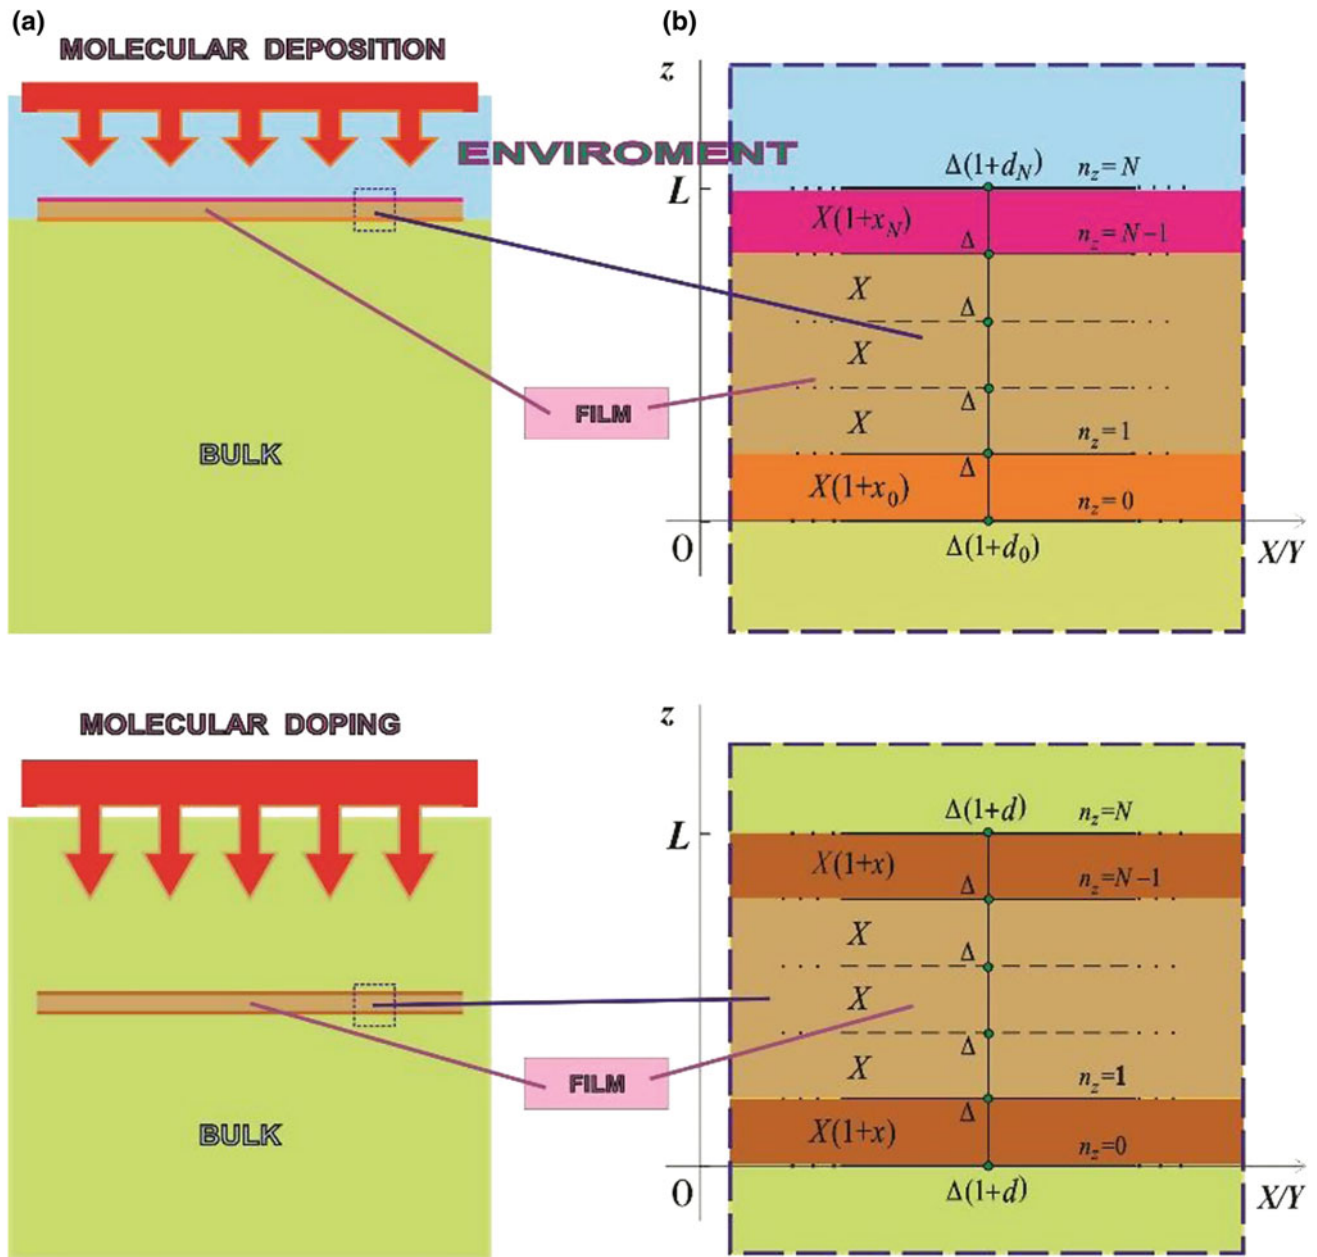 (a)
(b)
MOLECULAR DEPOSITION
z
ENVIROMENT
Δ(1+d_N)
n_z=N
L
X(1+x_N)
n_z=N–1
Δ
X
Δ
X
Δ
FILM
X
n_z=1
BULK
Δ
X(1+x_0)
n_z=0
0
Δ(1+d_0)
X/Y
MOLECULAR DOPING
z
Δ(1+d)
n_z=N
L
X(1+x)
n_z=N–1
Δ
X
Δ
X
Δ
FILM
X
n_z=1
Δ
BULK
X(1+x)
n_z=0
0
Δ(1+d)
X/Y